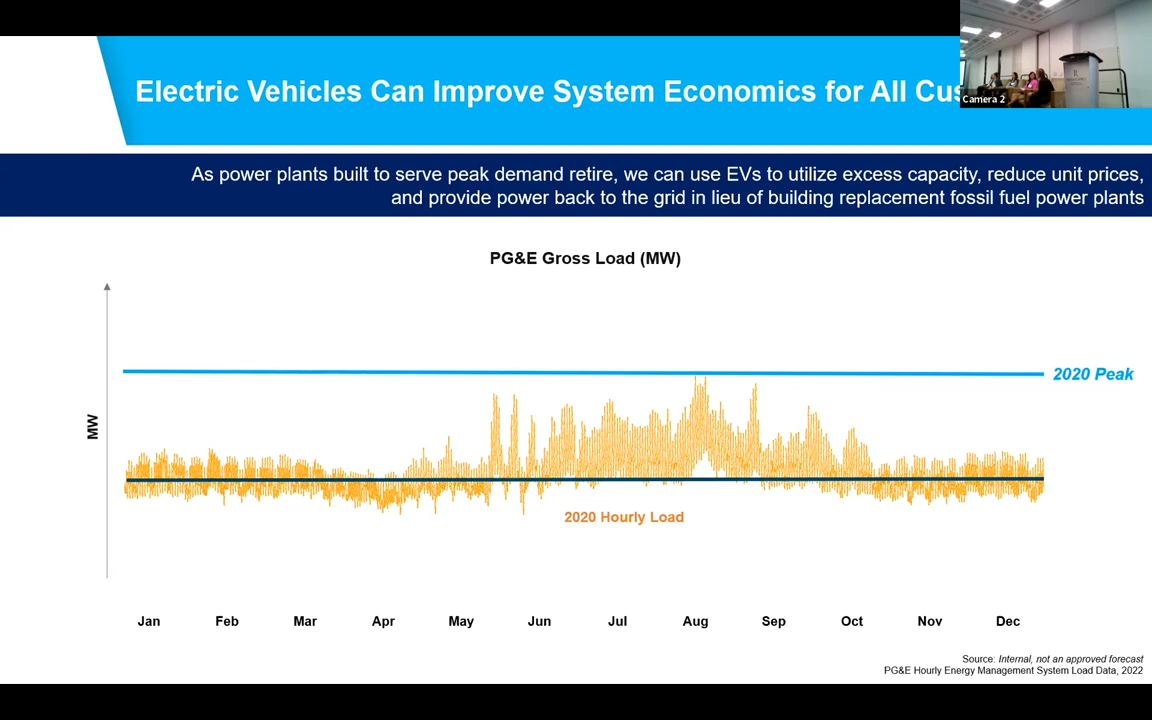 Electric Vehicles Can Improve System Economics for All
Camera 2
As power plants built to serve peak demand retire, we can use EVs to utilize excess capacity, reduce unit prices,
and provide power back to the grid in lieu of building replacement fossil fuel power plants
PG&E Gross Load (MW)
2020 Peak
MW
2020 Hourly Load
Jan Feb Mar Apr May Jun Jul Aug Sep Oct Nov Dec
Source: Internal, not an approved forecast
PG&E Hourly Energy Management System Load Data, 2022